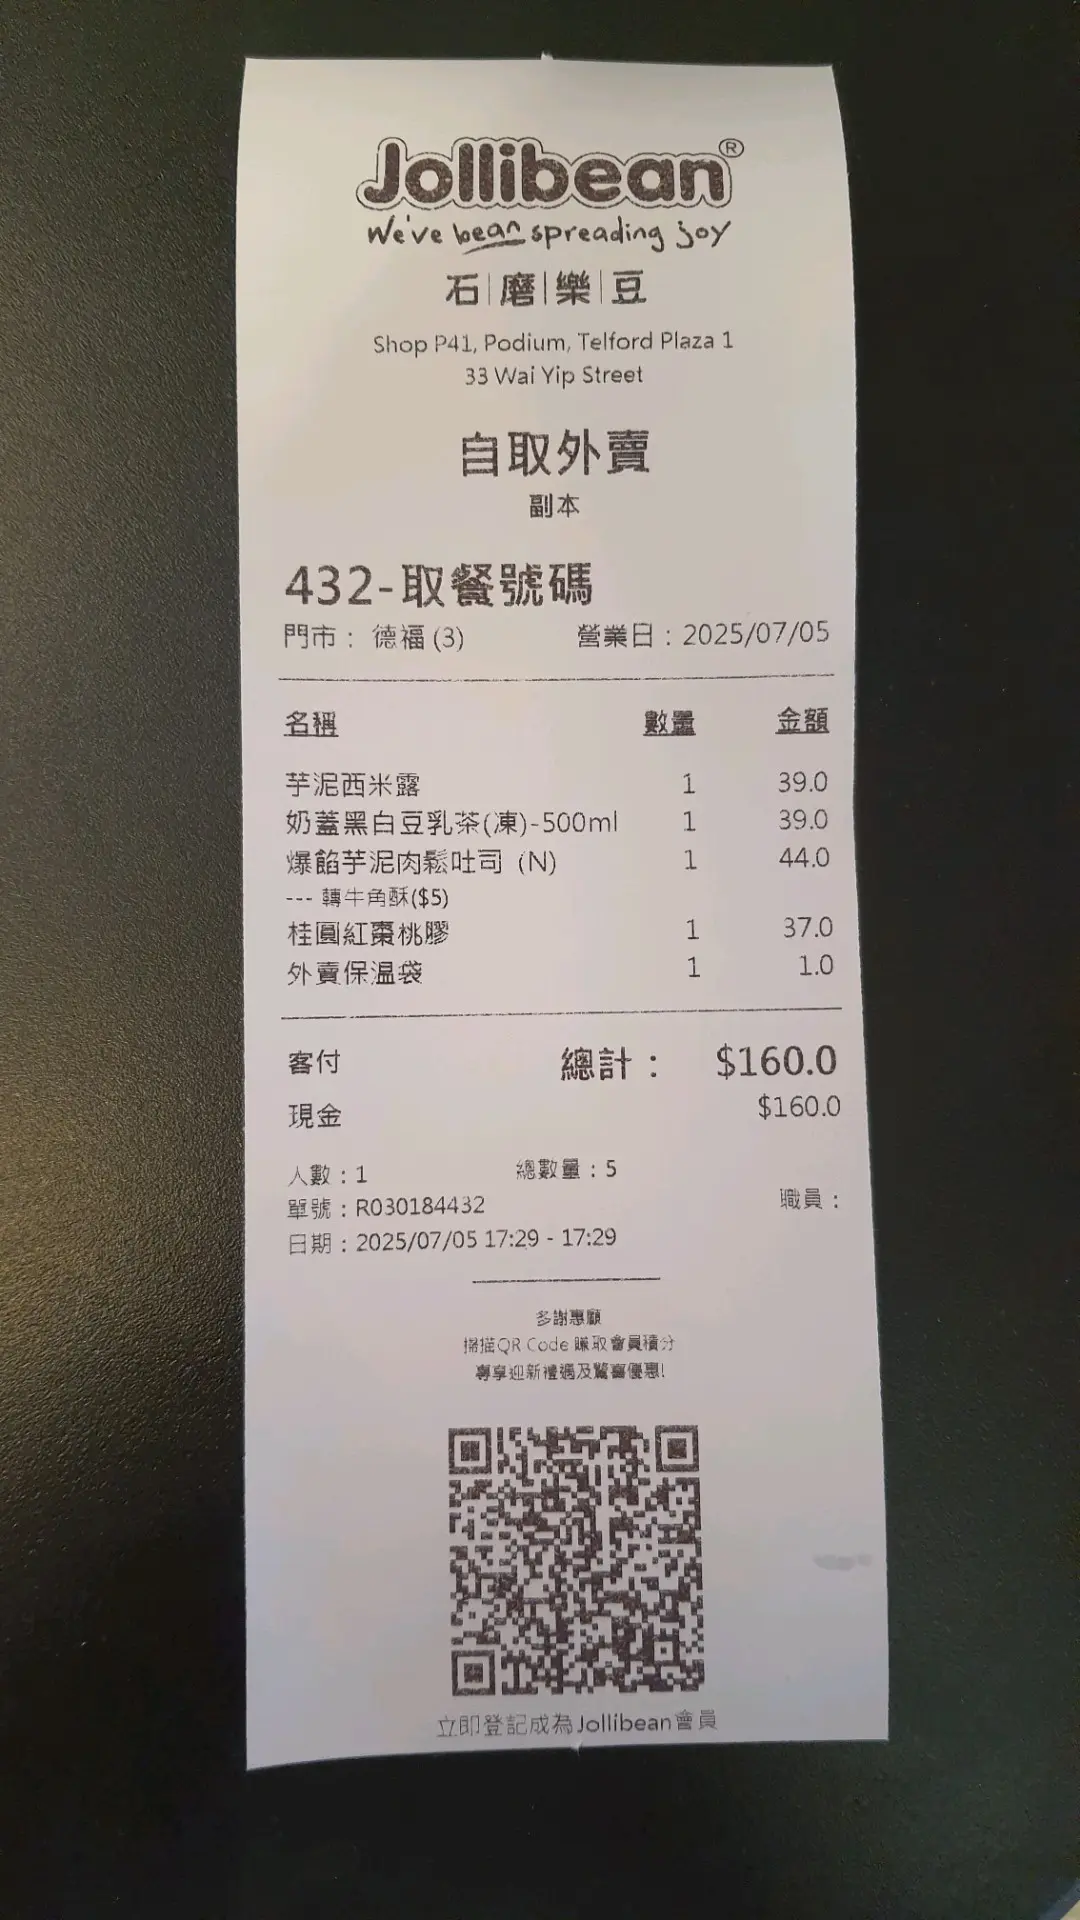 Jollibean®
We've bean spreading joy
石|磨|樂|豆
Shop P41, Podium, Telford Plaza 1
33 Wai Yip Street
自取外賣
副本
432-取餐號碼
門市： 德福 (3) 營業日：2025/07/05
名稱 數量 金額
芋泥西米露 1 39.0
奶蓋黑白豆乳茶(凍)-500ml 1 39.0
爆餡芋泥肉鬆吐司 (N) 1 44.0
--- 轉牛角酥($5)
桂圓紅棗桃膠 1 37.0
外賣保温袋 1 1.0
客付 總計： $160.0
現金 $160.0
人數：1 總數量：5
單號：R030184432 職員：
日期：2025/07/05 17:29 - 17:29
多謝惠顧
掃描QR Code 賺取會員積分
專享迎新禮遇及驚喜優惠!
立即登記成為Jollibean會員